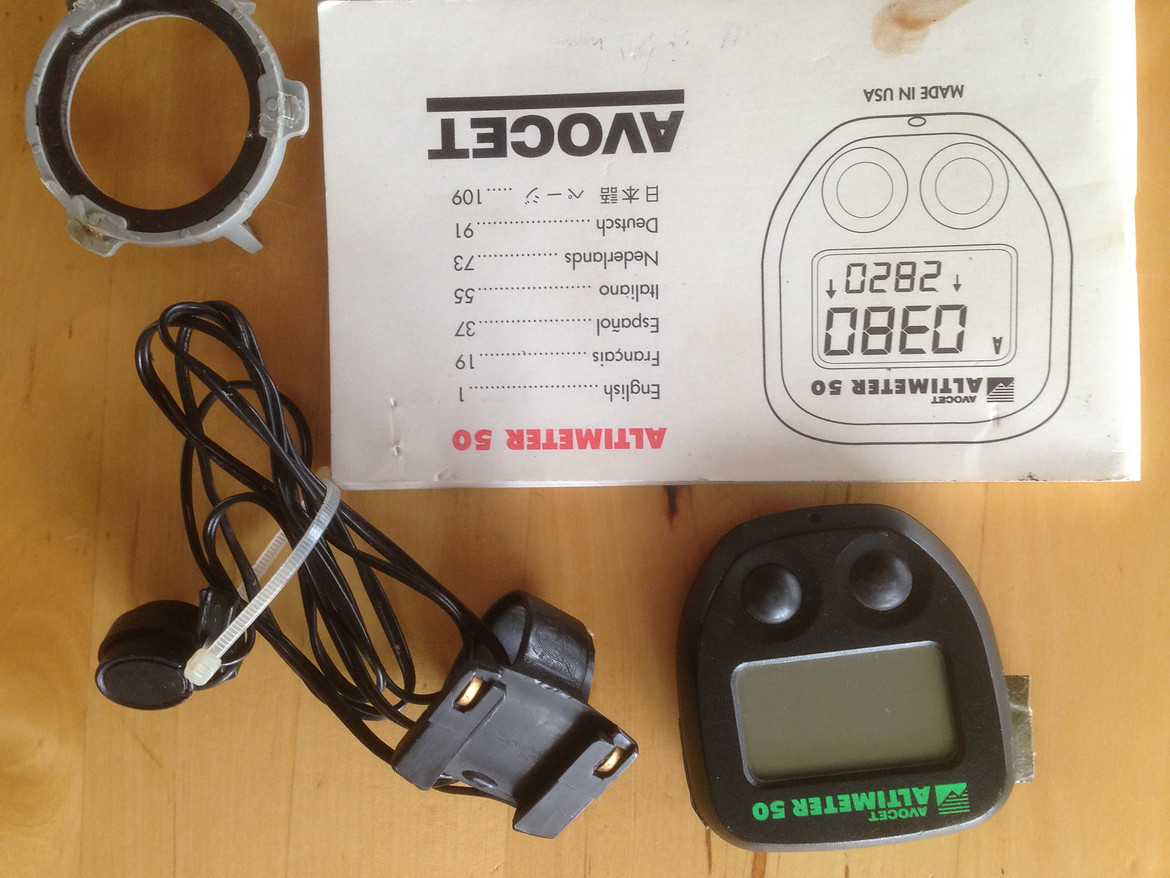 AVOCET
ALTIMETER 50
AVOCET
ALTIMETER 50
A 0380
↑ 2820 ↓
MADE IN USA
ALTIMETER 50
English ..................... 1
Français ................... 19
Español .................... 37
Italiano ..................... 55
Nederlands .............. 73
Deutsch .................... 91
日本語 ページ ..... 109
AVOCET